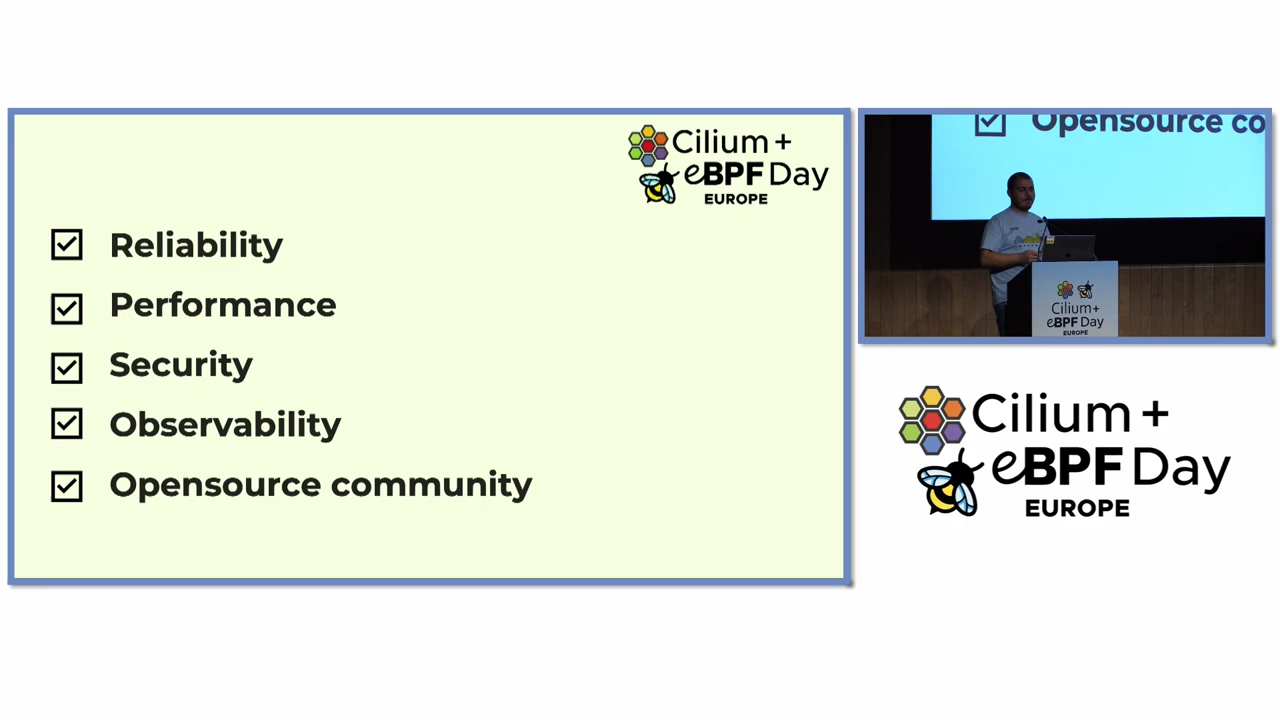 Cilium +
eBPF Day
EUROPE
Reliability
Performance
Security
Observability
Opensource community
Opensource co
Cilium +
eBPF Day
EUROPE
Cilium +
eBPF Day
EUROPE